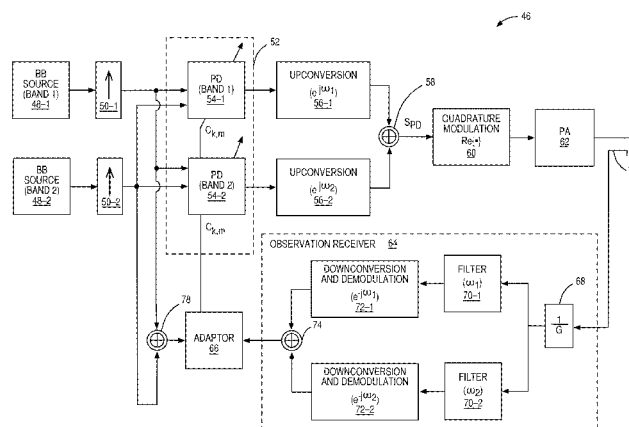 46
52
BB
SOURCE
(BAND 1)
48-1
50-1
PD
(BAND 1)
54-1
UPCONVERSION
(e^jω1)
56-1
58
S_PD
QUADRATURE
MODULATION
Re{*}
60
PA
62
C_k,m
BB
SOURCE
(BAND 2)
48-2
50-2
PD
(BAND 2)
54-2
UPCONVERSION
(e^jω2)
56-2
C_k,m
OBSERVATION RECEIVER 64
DOWNCONVERSION
AND DEMODULATION
(e^-jω1)
72-1
FILTER
(ω1)
70-1
68
1
G
78
ADAPTOR
66
74
DOWNCONVERSION
AND DEMODULATION
(e^-jω2)
72-2
FILTER
(ω2)
70-2